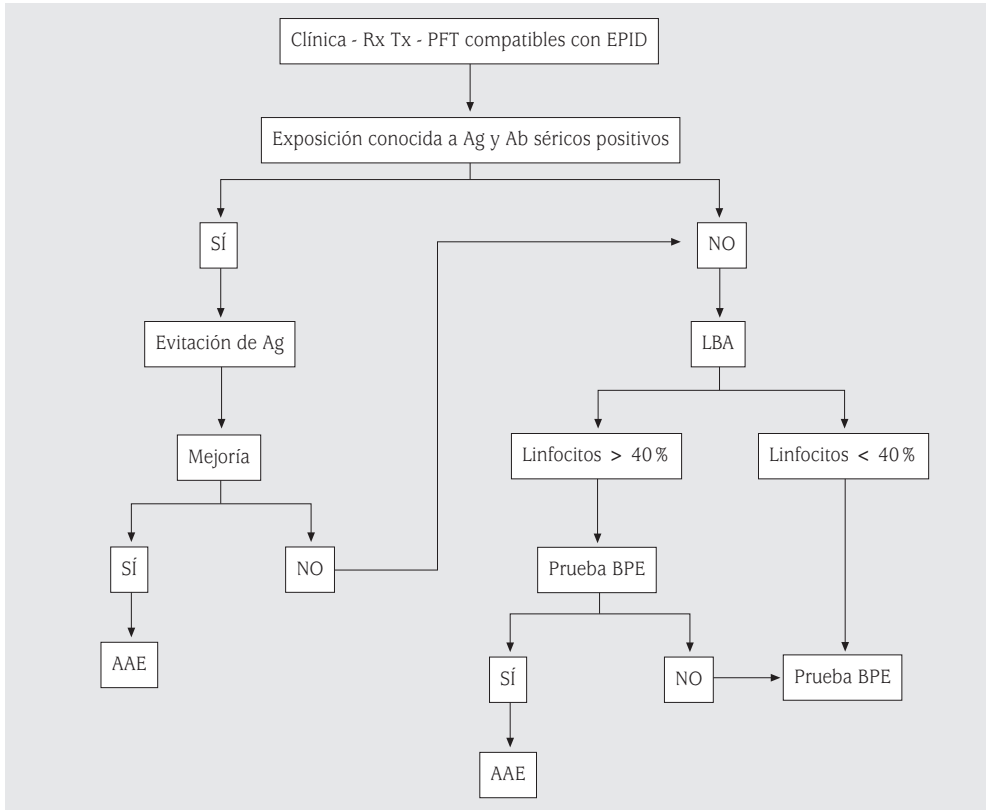 Clínica - Rx Tx - PFT compatibles con EPID
Exposición conocida a Ag y Ab séricos positivos
SÍ
NO
Evitación de Ag
LBA
Mejoría
Linfocitos > 40 %
Linfocitos < 40 %
SÍ
NO
Prueba BPE
AAE
SÍ
NO
Prueba BPE
AAE